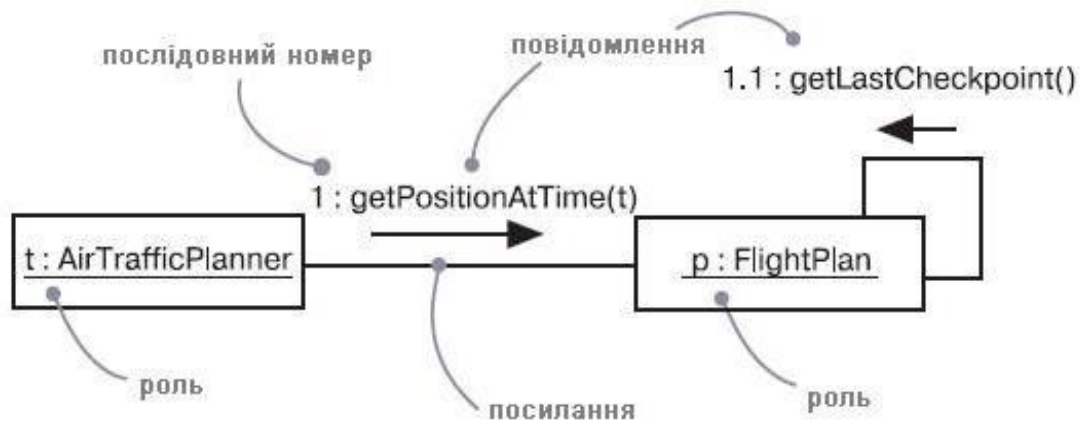 послідовний номер
повідомлення
1.1 : getLastCheckpoint()
1 : getPositionAtTime(t)
t : AirTrafficPlanner
p : FlightPlan
роль
посилання
роль